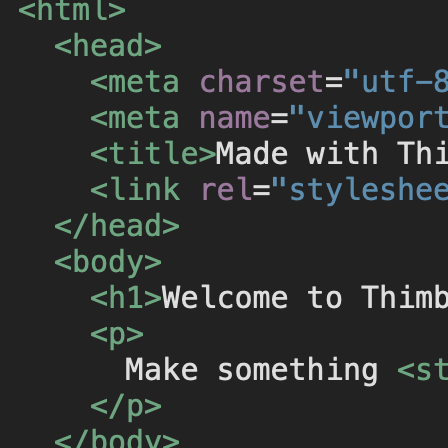 <html>
<head>
<meta charset="utf-8
<meta name="viewport
<title>Made with Thi
<link rel="styleshee
</head>
<body>
<h1>Welcome to Thimb
<p>
Make something <st
</p>
</body>